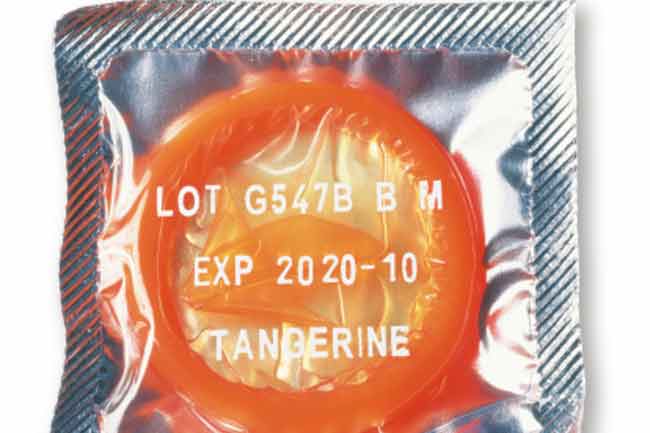 LOT G547B B M
EXP 2020-10
TANGERINE